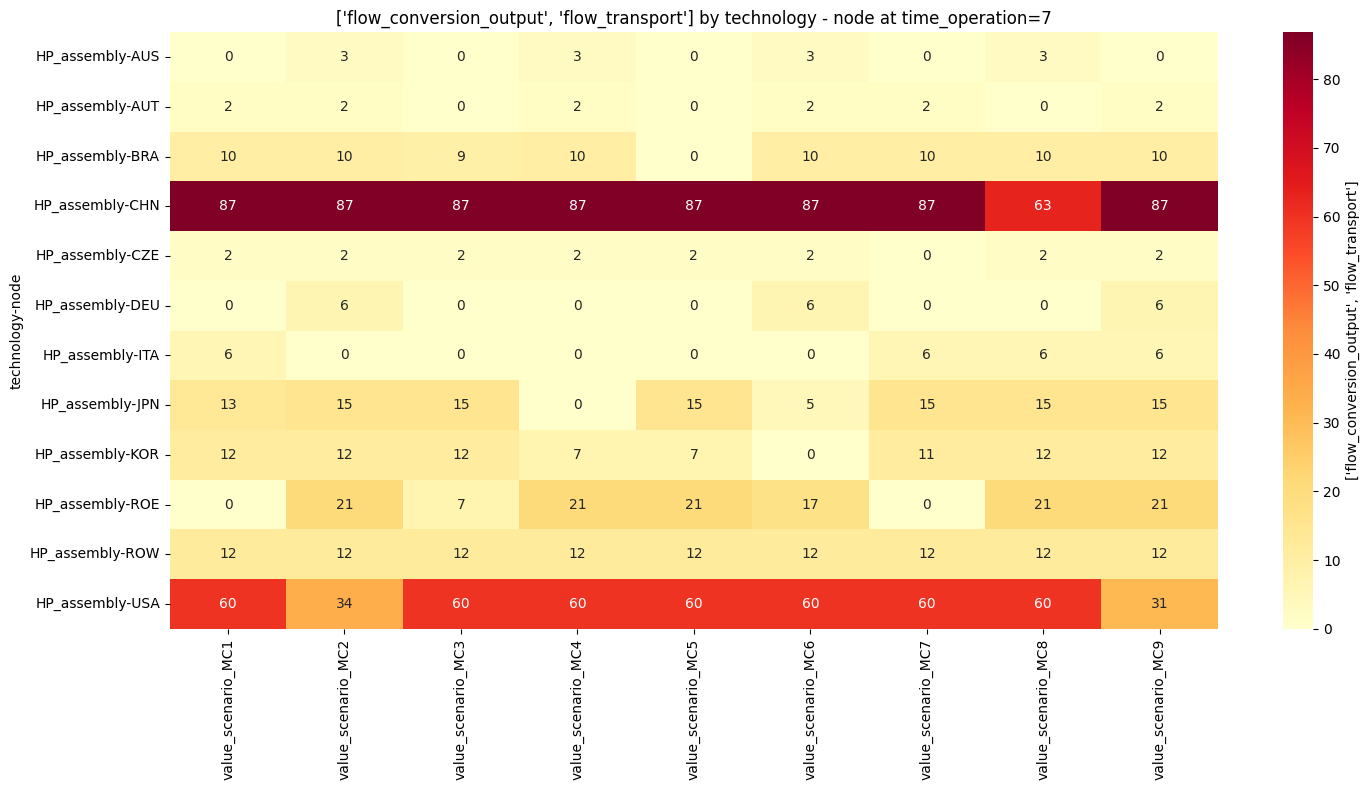 ['flow_conversion_output', 'flow_transport'] by technology - node at time_operation=7
HP_assembly-AUS 0 3 0 3 0 3 0 3 0
HP_assembly-AUT 2 2 0 2 0 2 2 0 2
HP_assembly-BRA 10 10 9 10 0 10 10 10 10
HP_assembly-CHN 87 87 87 87 87 87 87 63 87
HP_assembly-CZE 2 2 2 2 2 2 0 2 2
HP_assembly-DEU 0 6 0 0 0 6 0 0 6
HP_assembly-ITA 6 0 0 0 0 0 6 6 6
HP_assembly-JPN 13 15 15 0 15 5 15 15 15
HP_assembly-KOR 12 12 12 7 7 0 11 12 12
HP_assembly-ROE 0 21 7 21 21 17 0 21 21
HP_assembly-ROW 12 12 12 12 12 12 12 12 12
HP_assembly-USA 60 34 60 60 60 60 60 60 31
technology-node
value_scenario_MC1
value_scenario_MC2
value_scenario_MC3
value_scenario_MC4
value_scenario_MC5
value_scenario_MC6
value_scenario_MC7
value_scenario_MC8
value_scenario_MC9
80
70
60
50
40
30
20
10
0
['flow_conversion_output', 'flow_transport']